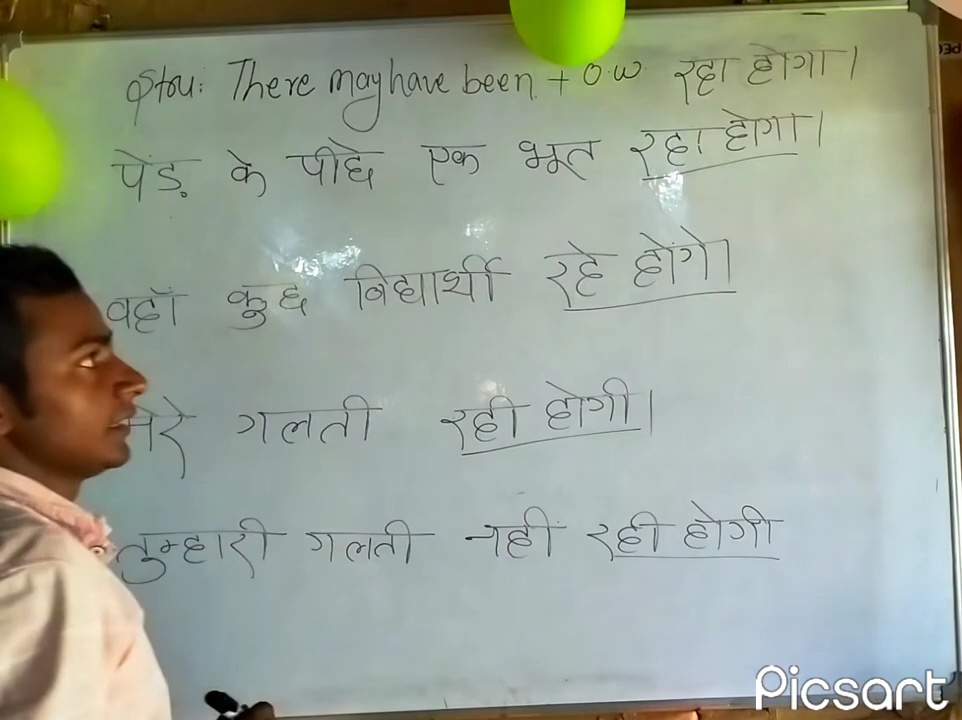 Stru: There may have been + O.W. रहा होगा।
पेंड़ के पीछे एक भूत रहा होगा।
वहाँ कुछ विद्यार्थी रहे होंगे।
मेरे गलती रही होगी।
तुम्हारी गलती नहीं रही होगी
Picsart